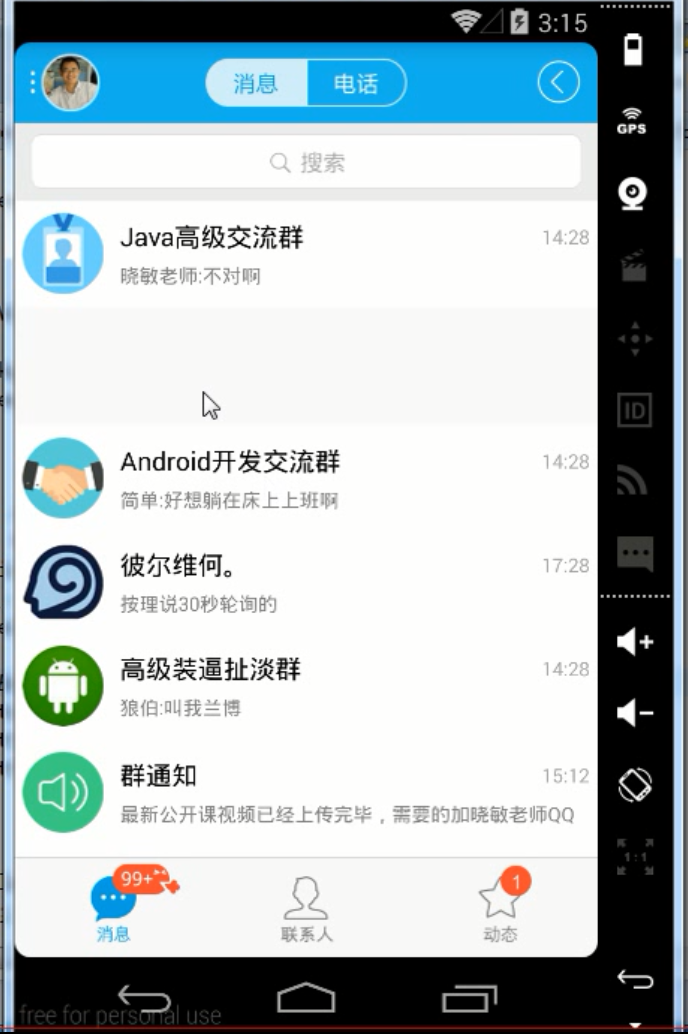 3:15
消息
电话
搜索
GPS
Java高级交流群
14:28
晓敏老师:不对啊
ID
Android开发交流群
14:28
简单:好想躺在床上上班啊
彼尔维何。
17:28
按理说30秒轮询的
高级装逼扯淡群
14:28
狼伯:叫我兰博
群通知
15:12
最新公开课视频已经上传完毕，需要的加晓敏老师QQ
1:1
99+
1
消息
联系人
动态
free for personal use